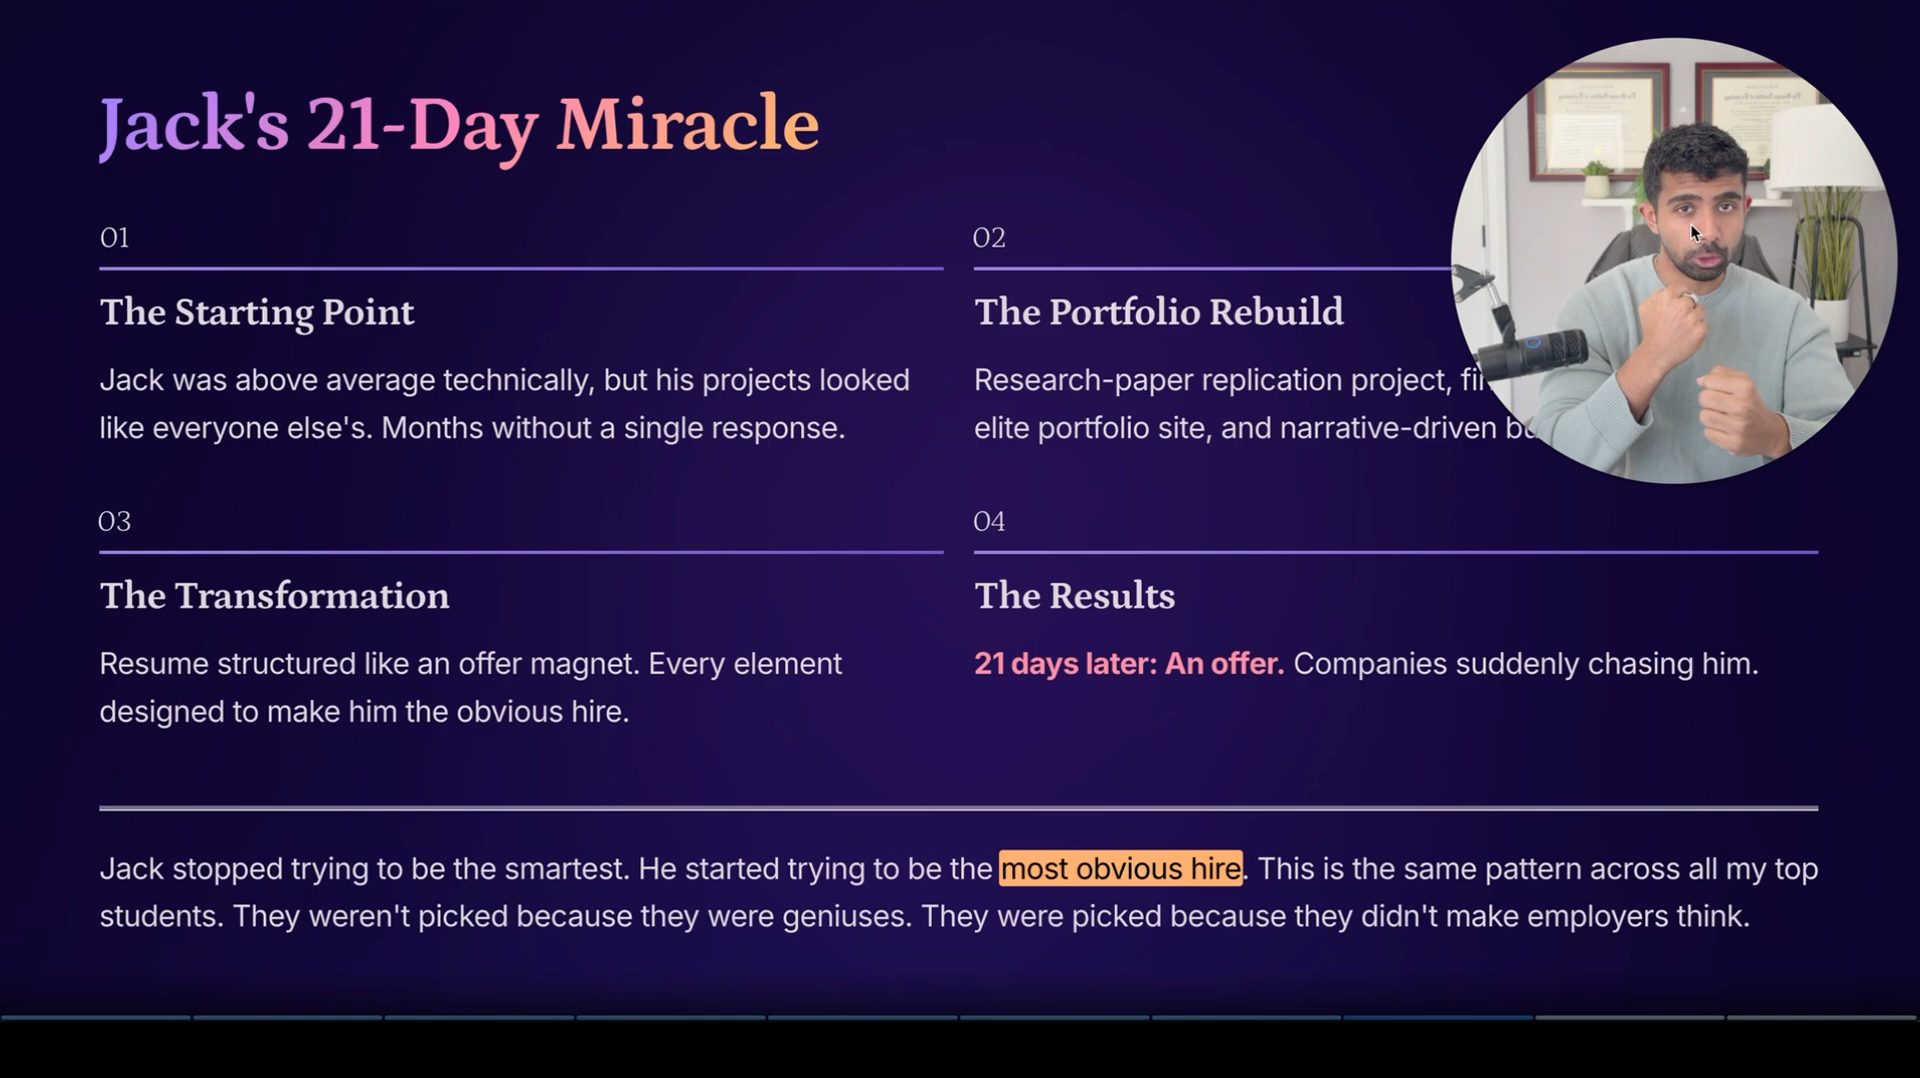 Jack's 21-Day Miracle
01
The Starting Point
Jack was above average technically, but his projects looked
like everyone else's. Months without a single response.
02
The Portfolio Rebuild
Research-paper replication project,
elite portfolio site, and narrative-driven
03
The Transformation
Resume structured like an offer magnet. Every element
designed to make him the obvious hire.
04
The Results
21 days later: An offer. Companies suddenly chasing him.
Jack stopped trying to be the smartest. He started trying to be the most obvious hire. This is the same pattern across all my top
students. They weren't picked because they were geniuses. They were picked because they didn't make employers think.